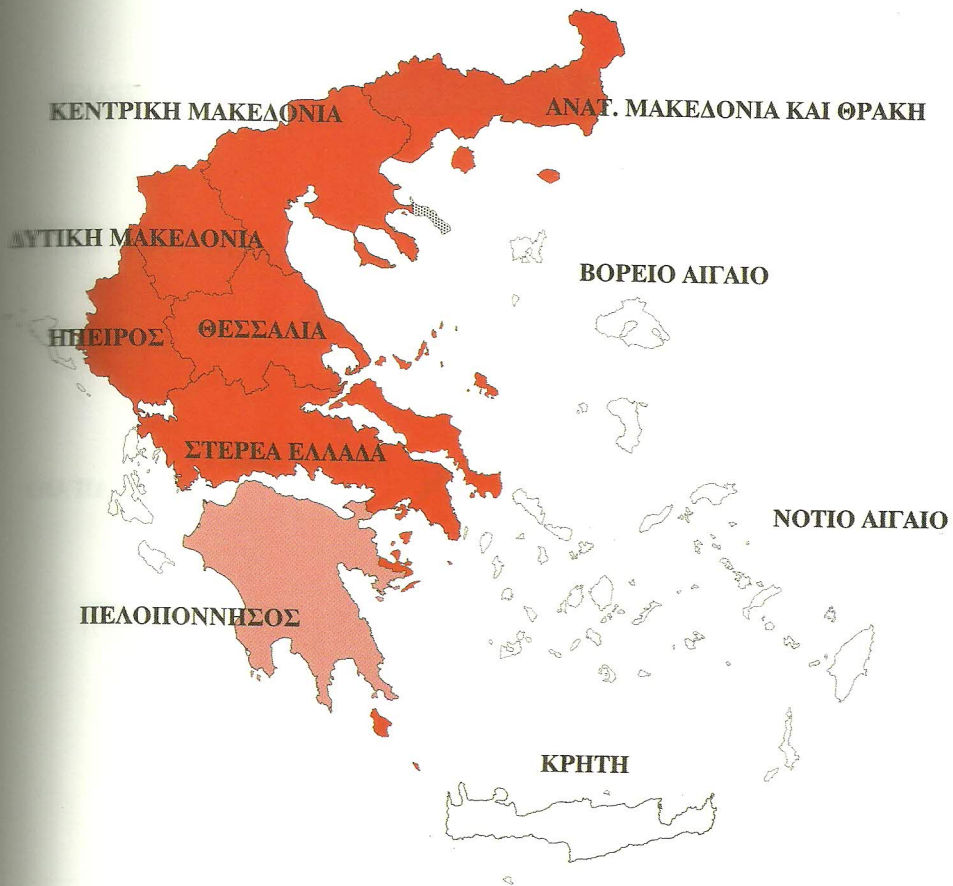 ΚΕΝΤΡΙΚΗ ΜΑΚΕΔΟΝΙΑ
ΑΝΑΤ. ΜΑΚΕΔΟΝΙΑ ΚΑΙ ΘΡΑΚΗ
ΔΥΤΙΚΗ ΜΑΚΕΔΟΝΙΑ
ΒΟΡΕΙΟ ΑΙΓΑΙΟ
ΗΠΕΙΡΟΣ
ΘΕΣΣΑΛΙΑ
ΣΤΕΡΕΑ ΕΛΛΑΔΑ
ΝΟΤΙΟ ΑΙΓΑΙΟ
ΠΕΛΟΠΟΝΝΗΣΟΣ
ΚΡΗΤΗ